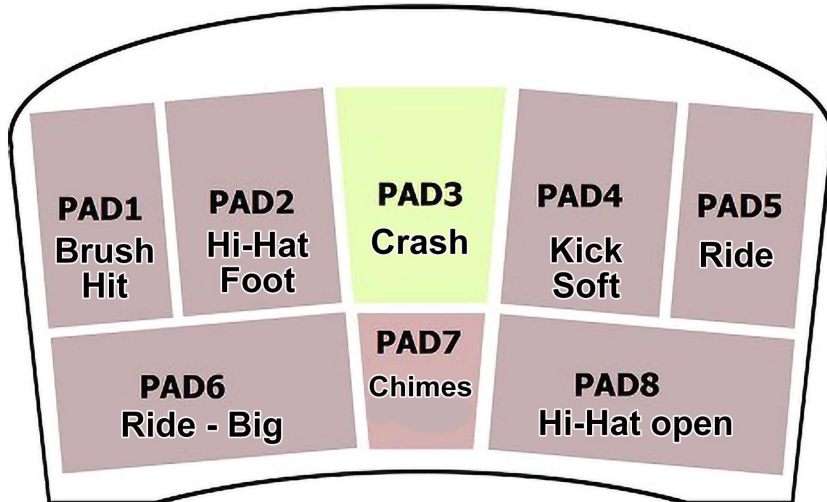 PAD1
Brush
Hit
PAD2
Hi-Hat
Foot
PAD3
Crash
PAD4
Kick
Soft
PAD5
Ride
PAD6
Ride - Big
PAD7
Chimes
PAD8
Hi-Hat open